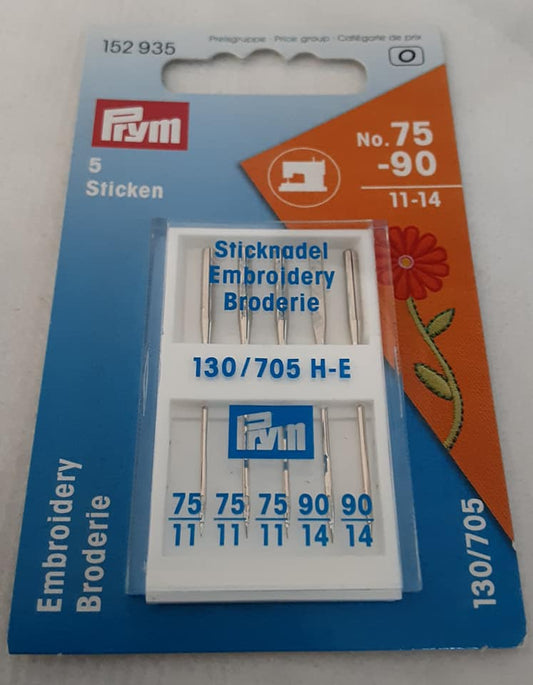 152 935
Preisgruppe · Price group · Catégorie de prix
O
Prym
5
Sticken
No. 75
-90
11-14
Sticknadel
Embroidery
Broderie
130/705 H-E
Prym
75 75 75 90 90
11 11 11 14 14
Embroidery
Broderie
130/705